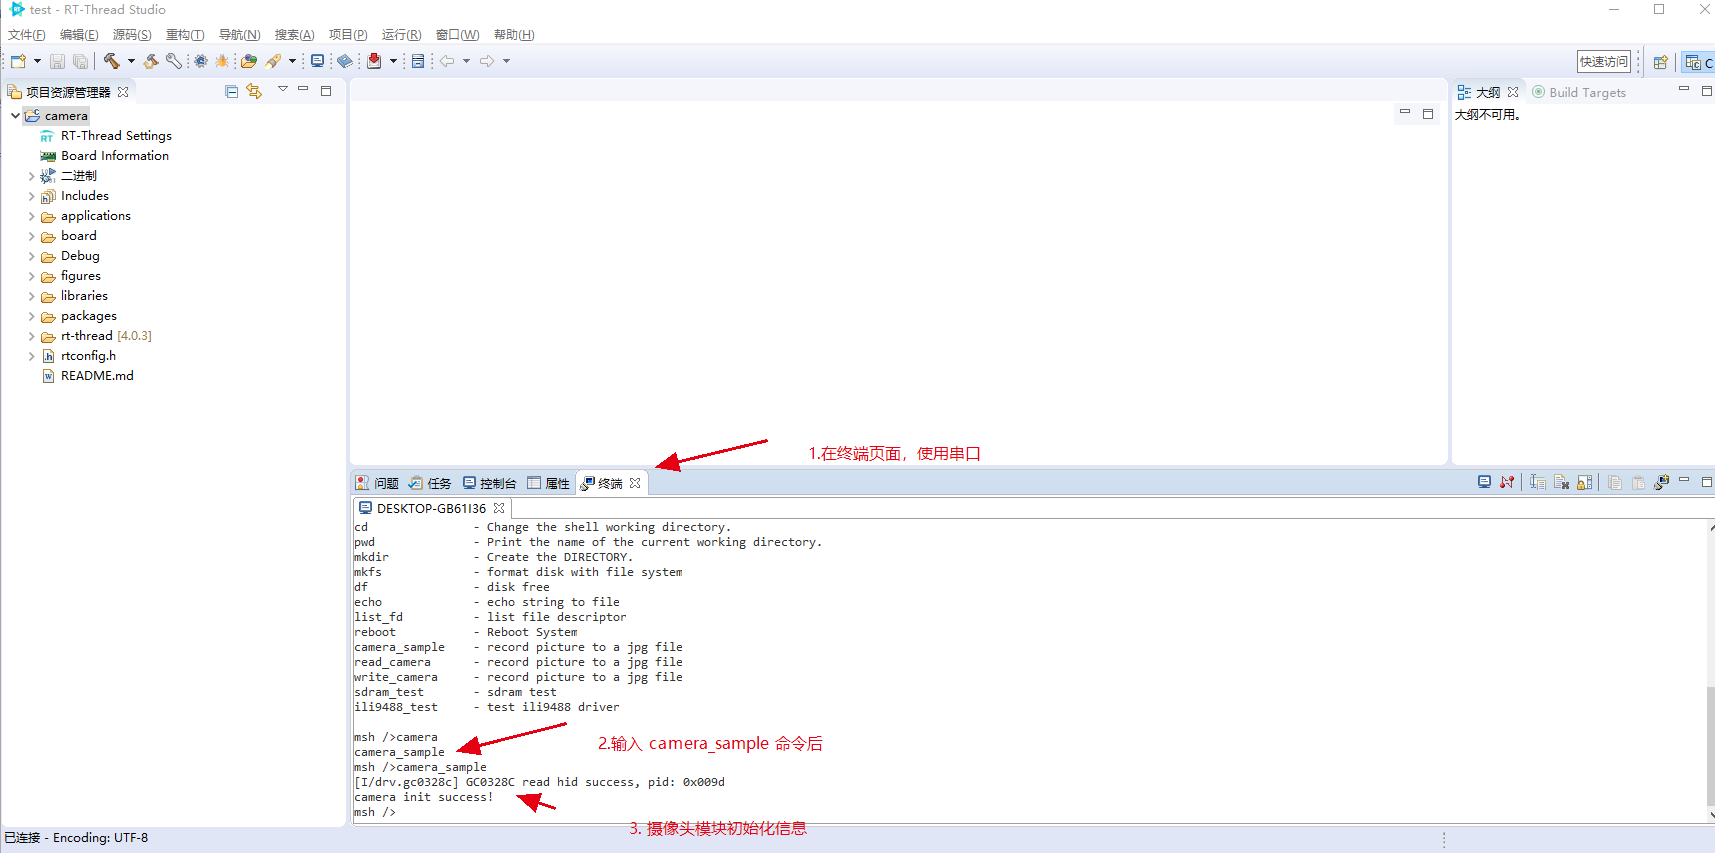 test - RT-Thread Studio
文件(F) 编辑(E) 源码(S) 重构(T) 导航(N) 搜索(A) 项目(P) 运行(R) 窗口(W) 帮助(H)
快速访问
C
项目资源管理器
camera
RT-Thread Settings
Board Information
二进制
Includes
applications
board
Debug
figures
libraries
packages
rt-thread [4.0.3]
rtconfig.h
README.md
大纲 Build Targets
大纲不可用。
1.在终端页面，使用串口
问题 任务 控制台 属性 终端
DESKTOP-GB61I36
cd - Change the shell working directory.
pwd - Print the name of the current working directory.
mkdir - Create the DIRECTORY.
mkfs - format disk with file system
df - disk free
echo - echo string to file
list_fd - list file descriptor
reboot - Reboot System
camera_sample - record picture to a jpg file
read_camera - record picture to a jpg file
write_camera - record picture to a jpg file
sdram_test - sdram test
ili9488_test - test ili9488 driver
msh />camera
camera_sample
2.输入 camera_sample 命令后
msh />camera_sample
[I/drv.gc0328c] GC0328C read hid success, pid: 0x009d
camera init success!
msh />
3. 摄像头模块初始化信息
已连接 - Encoding: UTF-8